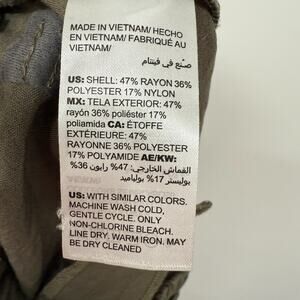 MADE IN VIETNAM/ HECHO
EN VIETNAM/ FABRIQUÉ AU
VIETNAM/
صنع في فيتنام
US: SHELL: 47% RAYON 36%
POLYESTER 17% NYLON
MX: TELA EXTERIOR: 47%
rayón 36% poliéster 17%
poliamida CA: ÉTOFFE
EXTÉRIEURE: 47%
RAYONNE 36% POLYESTER
17% POLYAMIDE AE/KW:
القماش الخارجي: 47% رايون 36%
بوليستر 17% بولياميد
US: WITH SIMILAR COLORS.
MACHINE WASH COLD,
GENTLE CYCLE. ONLY
NON-CHLORINE BLEACH.
LINE DRY. WARM IRON. MAY
BE DRY CLEANED